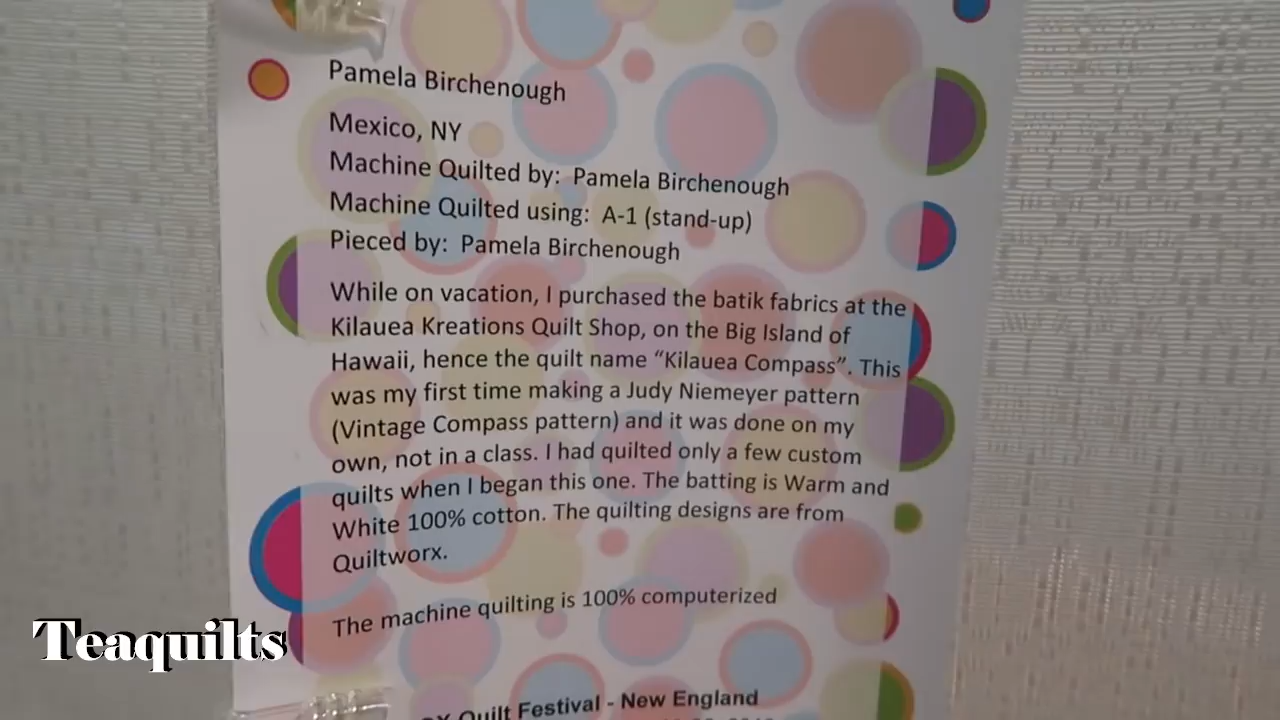 Pamela Birchenough
Mexico, NY
Machine Quilted by: Pamela Birchenough
Machine Quilted using: A-1 (stand-up)
Pieced by: Pamela Birchenough
While on vacation, I purchased the batik fabrics at the
Kilauea Kreations Quilt Shop, on the Big Island of
Hawaii, hence the quilt name “Kilauea Compass”. This
was my first time making a Judy Niemeyer pattern
(Vintage Compass pattern) and it was done on my
own, not in a class. I had quilted only a few custom
quilts when I began this one. The batting is Warm and
White 100% cotton. The quilting designs are from
Quiltworx.
The machine quilting is 100% computerized
Quilt Festival - New England
Teaquilts